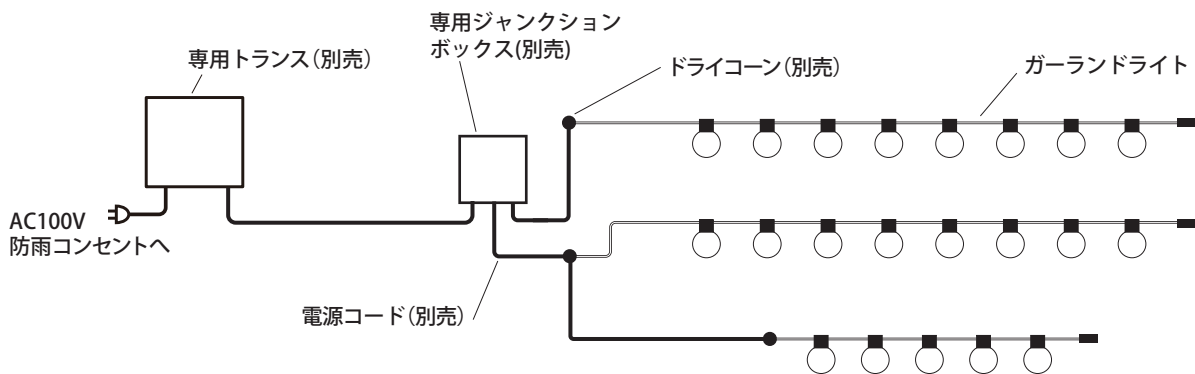 専用トランス（別売）
専用ジャンクション
ボックス(別売)
ドライコーン（別売）
ガーランドライト
AC100V
防雨コンセントへ
電源コード（別売）